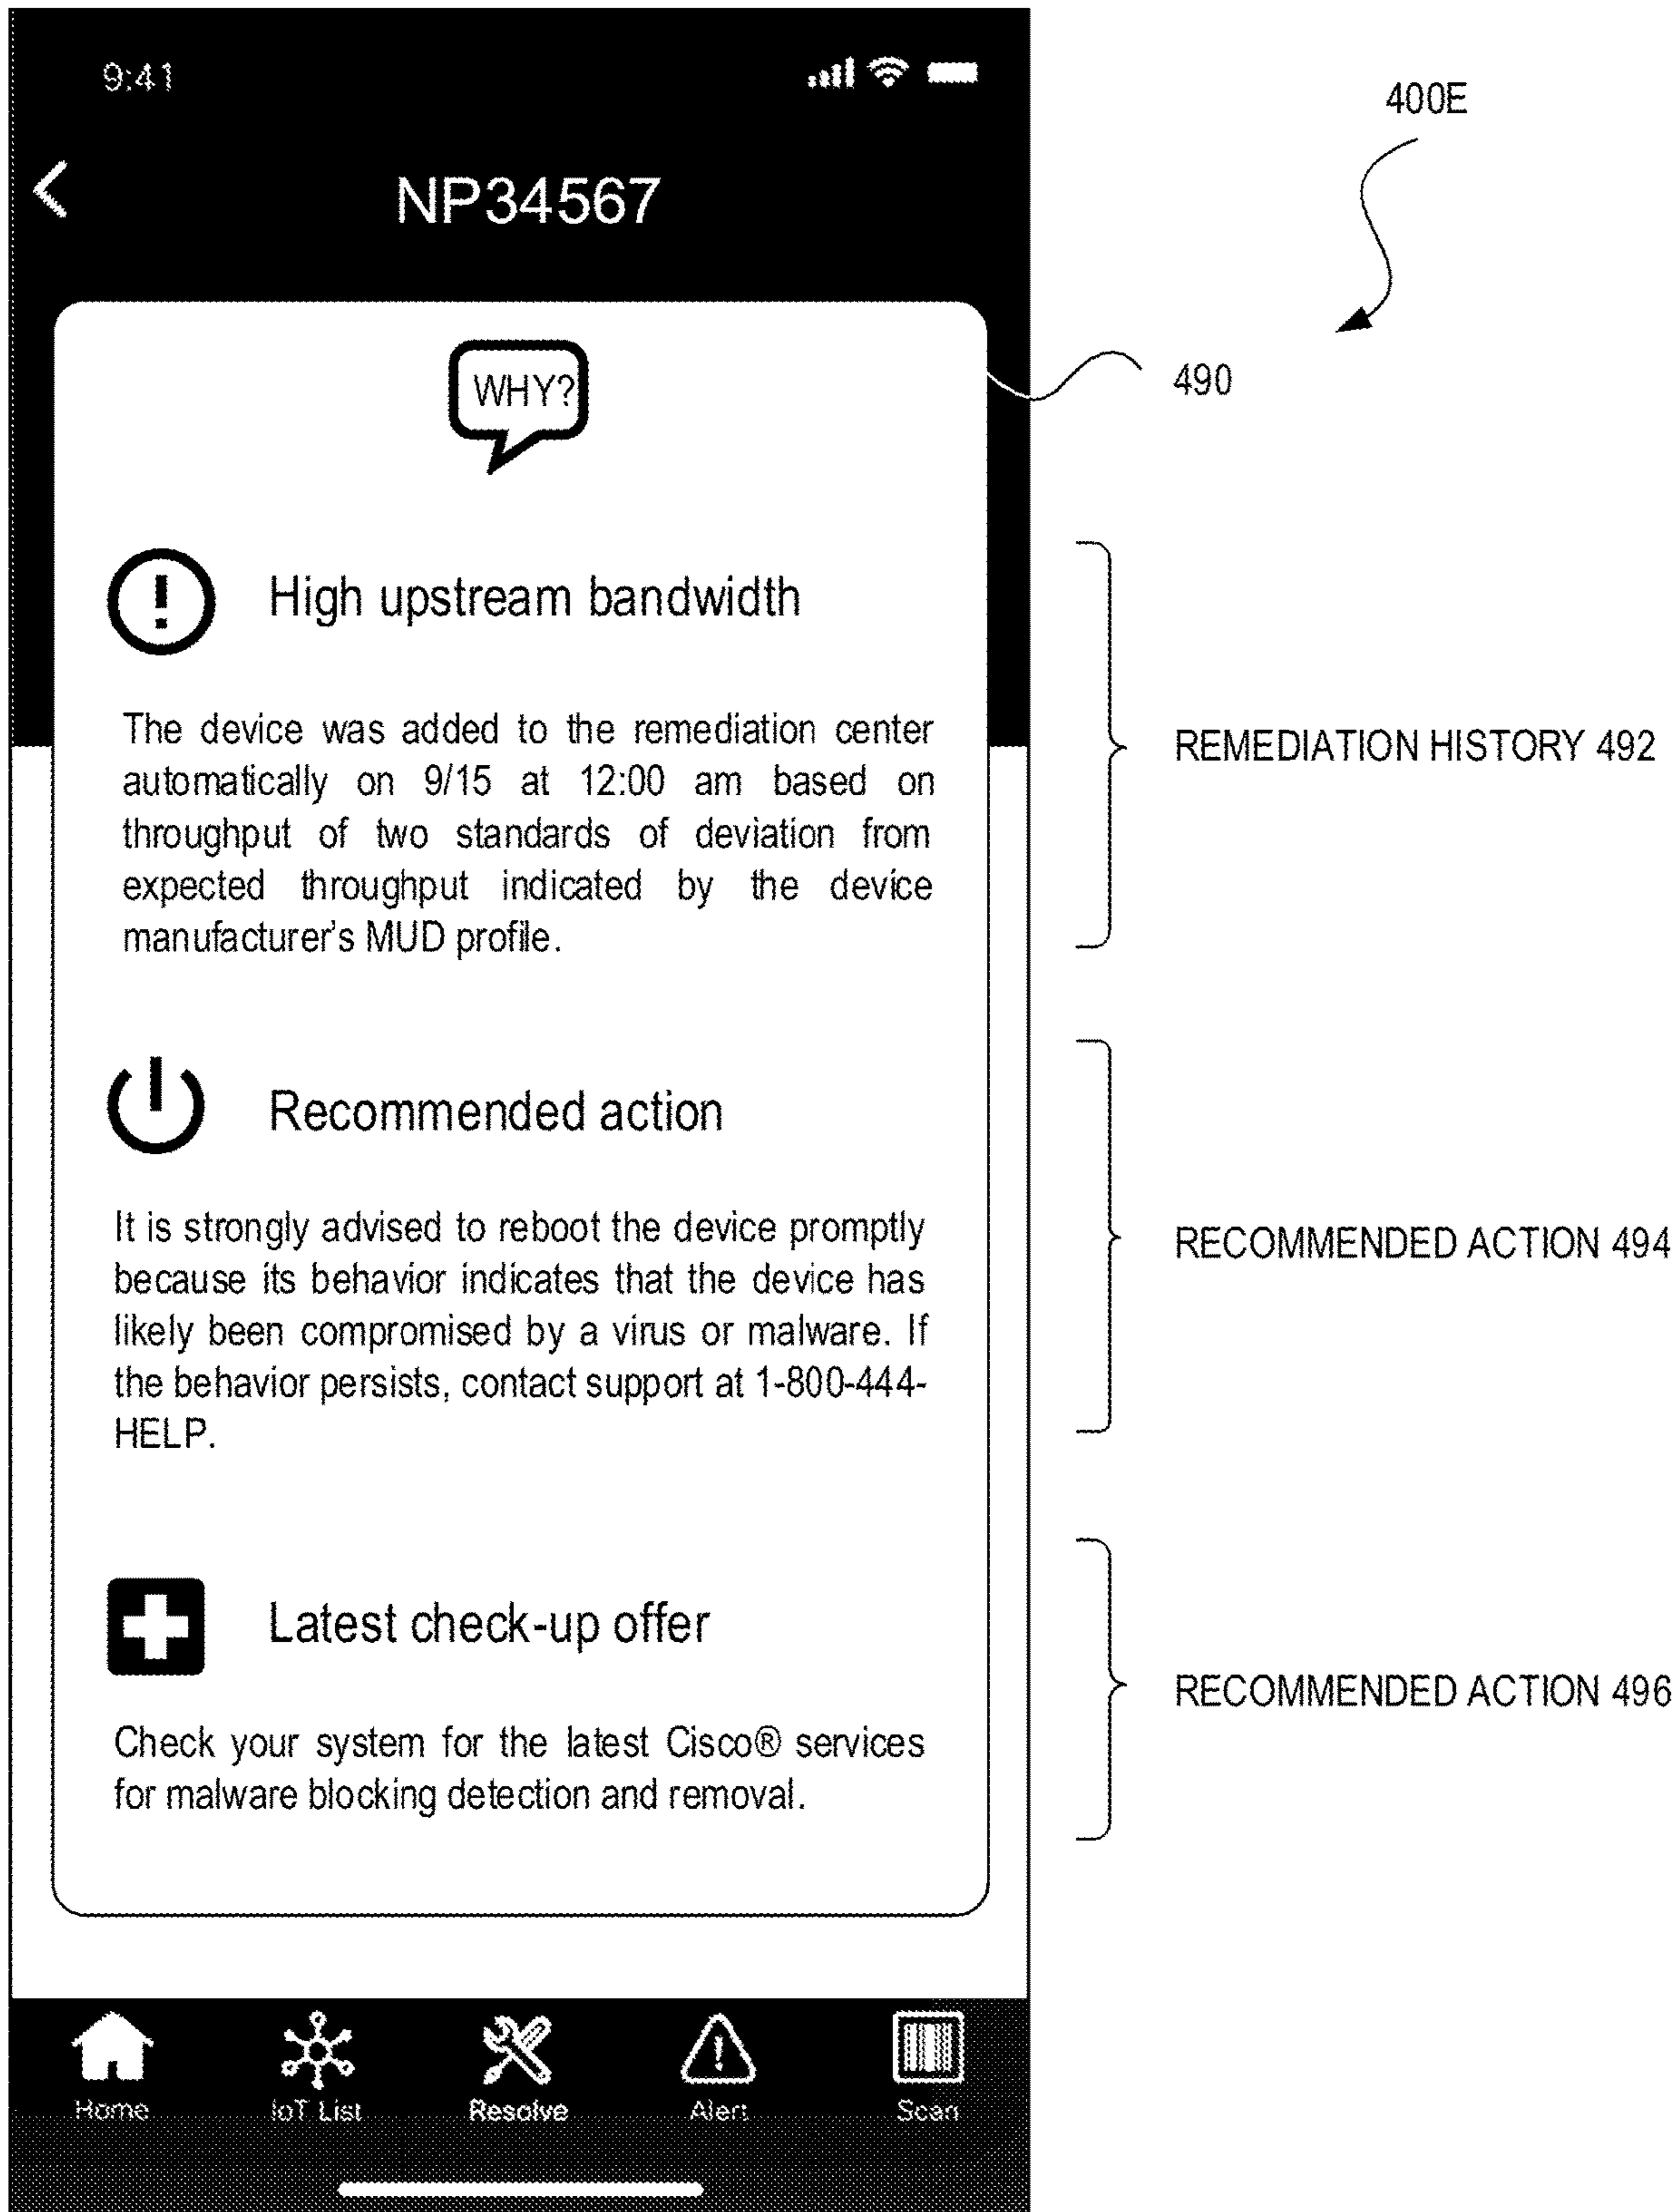 9:41
400E
NP34567
WHY?
490
High upstream bandwidth
The device was added to the remediation center
automatically on 9/15 at 12:00 am based on
throughput of two standards of deviation from
expected throughput indicated by the device
manufacturer's MUD profile.
REMEDIATION HISTORY 492
Recommended action
It is strongly advised to reboot the device promptly
because its behavior indicates that the device has
likely been compromised by a virus or malware. If
the behavior persists, contact support at 1-800-444-
HELP.
RECOMMENDED ACTION 494
Latest check-up offer
Check your system for the latest Cisco® services
for malware blocking detection and removal.
RECOMMENDED ACTION 496
Home
IoT List
Resolve
Alert
Scan